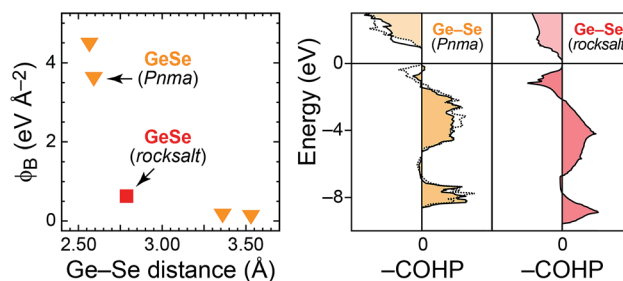 GeSe
(Pnma)
GeSe
(rocksalt)
ϕB (eV Å–2)
4
2
0
2.50
3.00
3.50
Ge–Se distance (Å)
Ge–Se
(Pnma)
Ge–Se
(rocksalt)
Energy (eV)
0
–4
–8
0
0
–COHP
–COHP